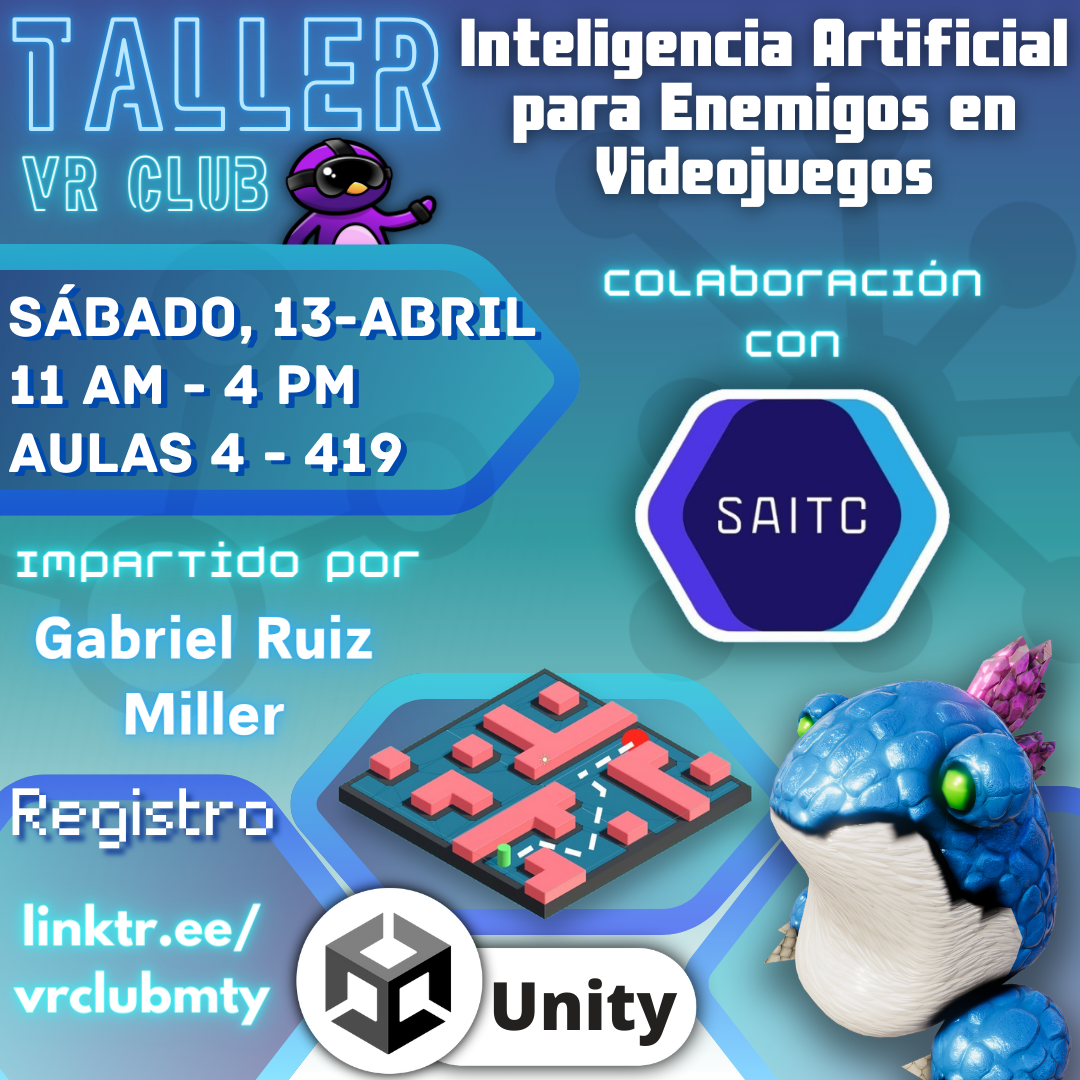 TALLER
VR CLUB
Inteligencia Artificial
para Enemigos en
Videojuegos
SÁBADO, 13-ABRIL
11 AM - 4 PM
AULAS 4 - 419
Colaboración
con
SAITC
Impartido por
Gabriel Ruiz
Miller
Registro
linktr.ee/
vrclubmty
Unity